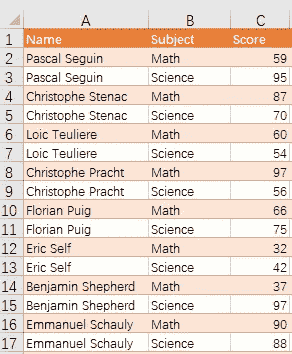 A B C
1 Name Subject Score
2 Pascal Seguin Math 59
3 Pascal Seguin Science 95
4 Christophe Stenac Math 87
5 Christophe Stenac Science 70
6 Loic Teuliere Math 60
7 Loic Teuliere Science 54
8 Christophe Pracht Math 97
9 Christophe Pracht Science 56
10 Florian Puig Math 66
11 Florian Puig Science 75
12 Eric Self Math 32
13 Eric Self Science 42
14 Benjamin Shepherd Math 37
15 Benjamin Shepherd Science 97
16 Emmanuel Schauly Math 90
17 Emmanuel Schauly Science 88